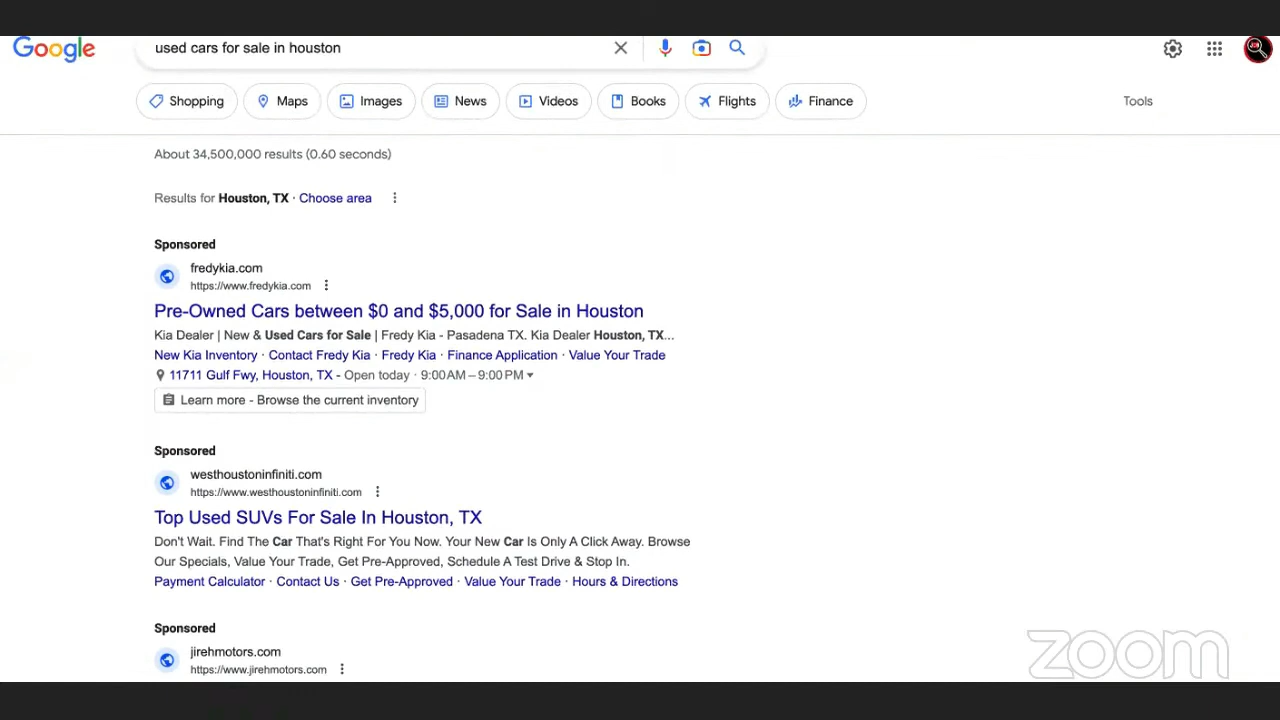 Google
used cars for sale in houston
Shopping
Maps
Images
News
Videos
Books
Flights
Finance
Tools
About 34,500,000 results (0.60 seconds)
Results for Houston, TX · Choose area
Sponsored
fredykia.com
https://www.fredykia.com
Pre-Owned Cars between $0 and $5,000 for Sale in Houston
Kia Dealer | New & Used Cars for Sale | Fredy Kia - Pasadena TX. Kia Dealer Houston, TX...
New Kia Inventory · Contact Fredy Kia · Fredy Kia · Finance Application · Value Your Trade
11711 Gulf Fwy, Houston, TX - Open today · 9:00AM – 9:00PM
Learn more - Browse the current inventory
Sponsored
westhoustoninfiniti.com
https://www.westhoustoninfiniti.com
Top Used SUVs For Sale In Houston, TX
Don't Wait. Find The Car That's Right For You Now. Your New Car Is Only A Click Away. Browse
Our Specials, Value Your Trade, Get Pre-Approved, Schedule A Test Drive & Stop In.
Payment Calculator · Contact Us · Get Pre-Approved · Value Your Trade · Hours & Directions
Sponsored
jirehmotors.com
https://www.jirehmotors.com
zoom